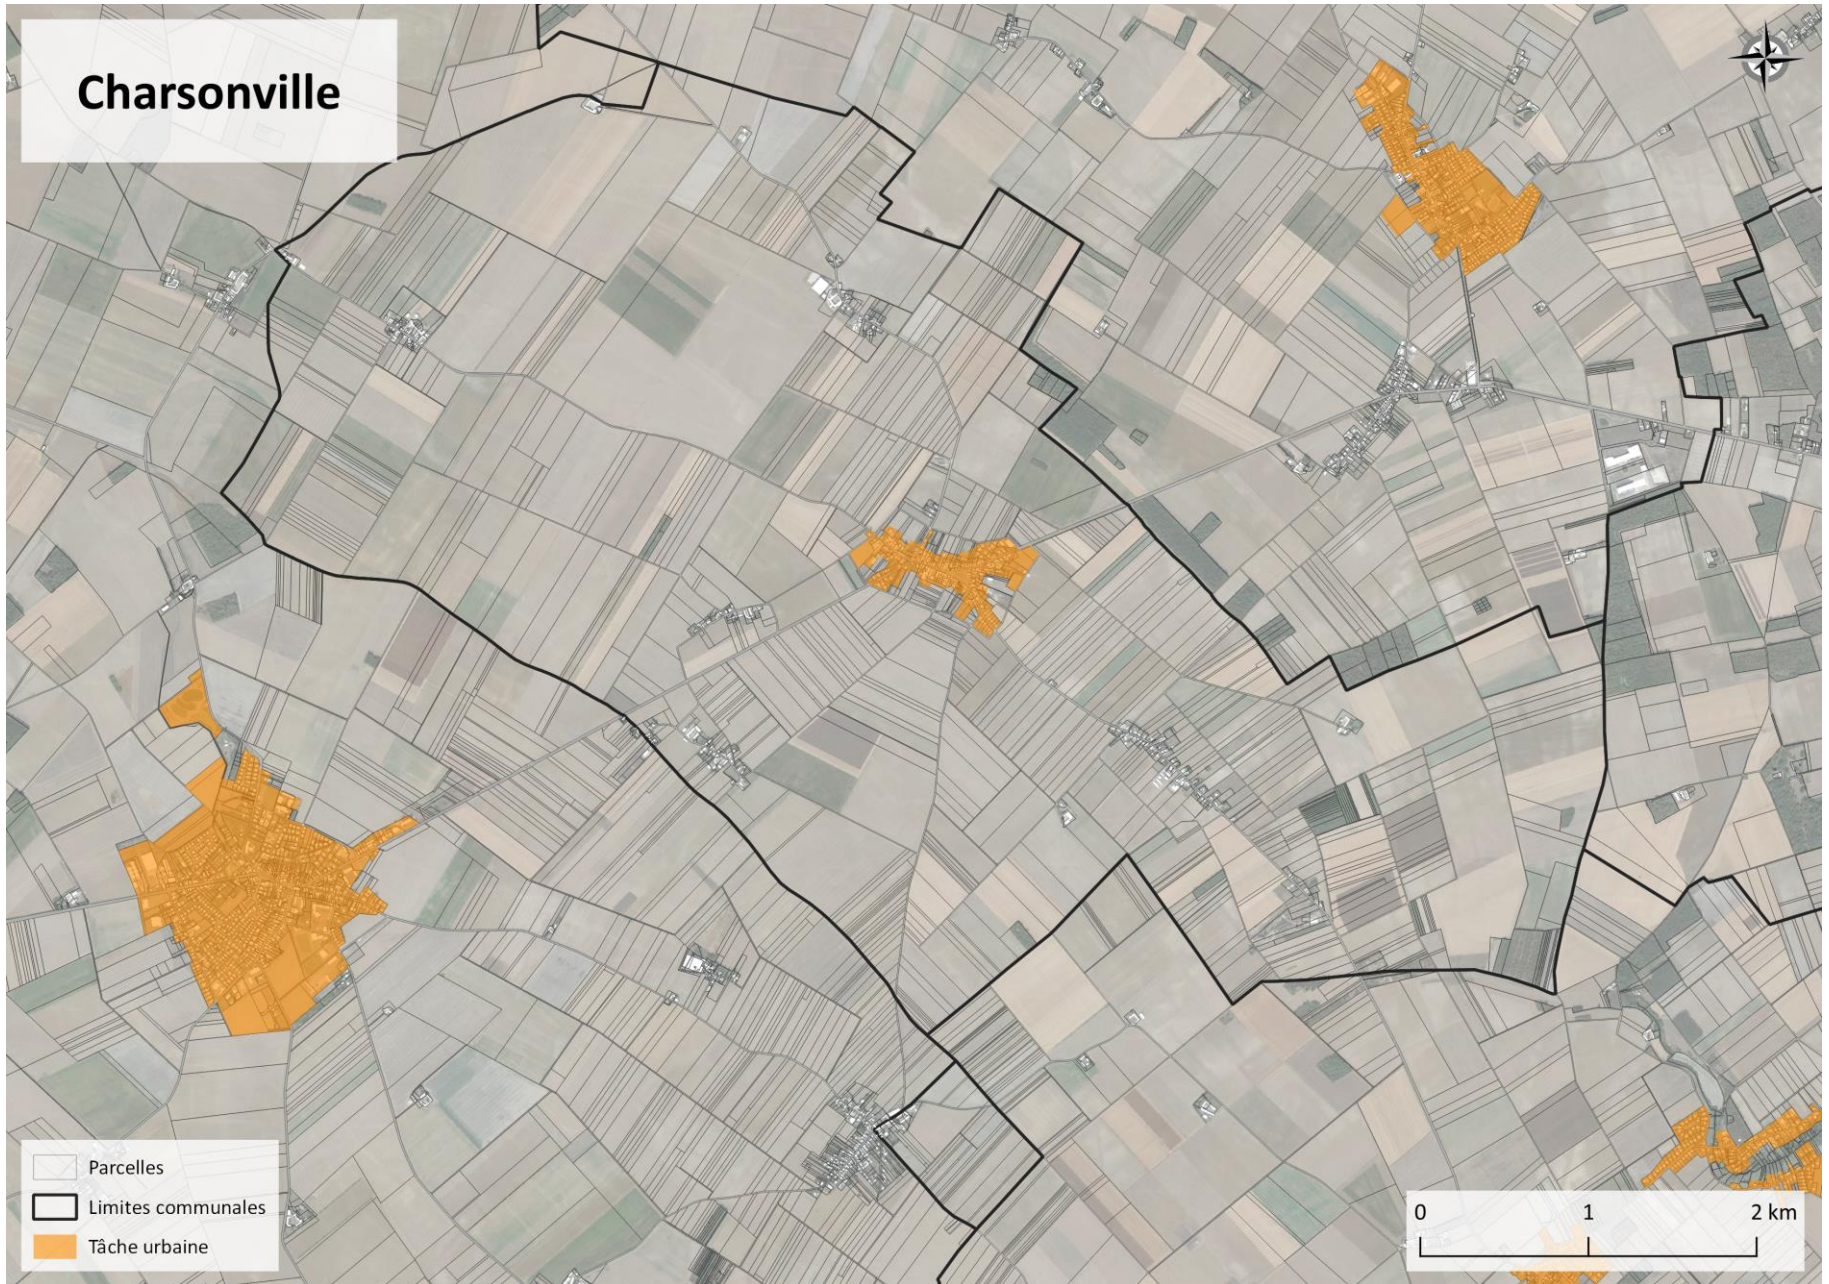 Charsonville
Parcelles
Limites communales
Tâche urbaine
0 1 2 km